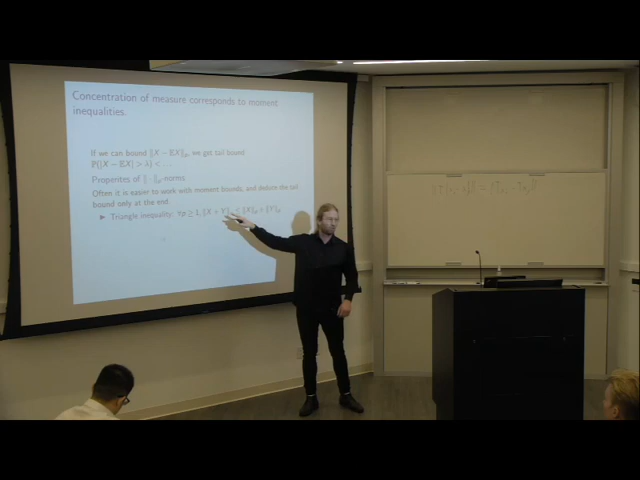 Concentration of measure corresponds to moment
inequalities.
If we can bound ‖X − 𝔼X‖ₚ, we get tail bound
ℙ(|X − 𝔼X| > λ) < …
Properites of ‖ · ‖ₚ-norms.
Often it is easier to work with moment bounds, and deduce the tail
bound only at the end.
▶ Triangle inequality: ∀p ≥ 1, ‖X + Y‖ₚ ≤ ‖X‖ₚ + ‖Y‖ₚ